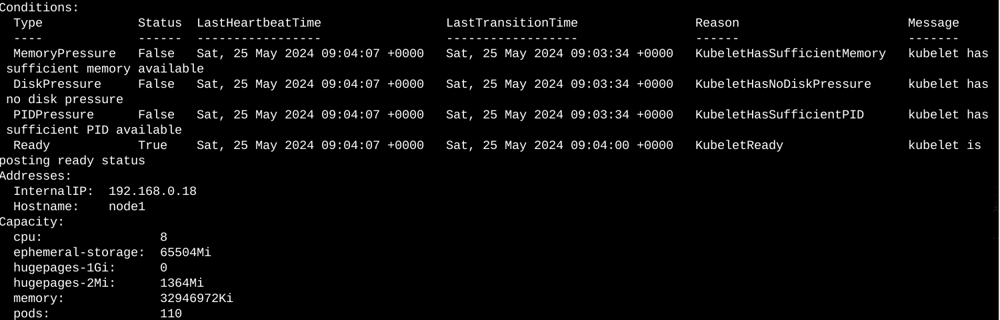 Conditions:
  Type             Status  LastHeartbeatTime                 LastTransitionTime                Reason                       Message
  ----             ------  -----------------                 ------------------                ------                       -------
  MemoryPressure   False   Sat, 25 May 2024 09:04:07 +0000   Sat, 25 May 2024 09:03:34 +0000   KubeletHasSufficientMemory   kubelet has
 sufficient memory available
  DiskPressure     False   Sat, 25 May 2024 09:04:07 +0000   Sat, 25 May 2024 09:03:34 +0000   KubeletHasNoDiskPressure     kubelet has
 no disk pressure
  PIDPressure      False   Sat, 25 May 2024 09:04:07 +0000   Sat, 25 May 2024 09:03:34 +0000   KubeletHasSufficientPID      kubelet has
 sufficient PID available
  Ready            True    Sat, 25 May 2024 09:04:07 +0000   Sat, 25 May 2024 09:04:00 +0000   KubeletReady                 kubelet is
posting ready status
Addresses:
  InternalIP:  192.168.0.18
  Hostname:    node1
Capacity:
  cpu:                8
  ephemeral-storage:  65504Mi
  hugepages-1Gi:      0
  hugepages-2Mi:      1364Mi
  memory:             32946972Ki
  pods:               110